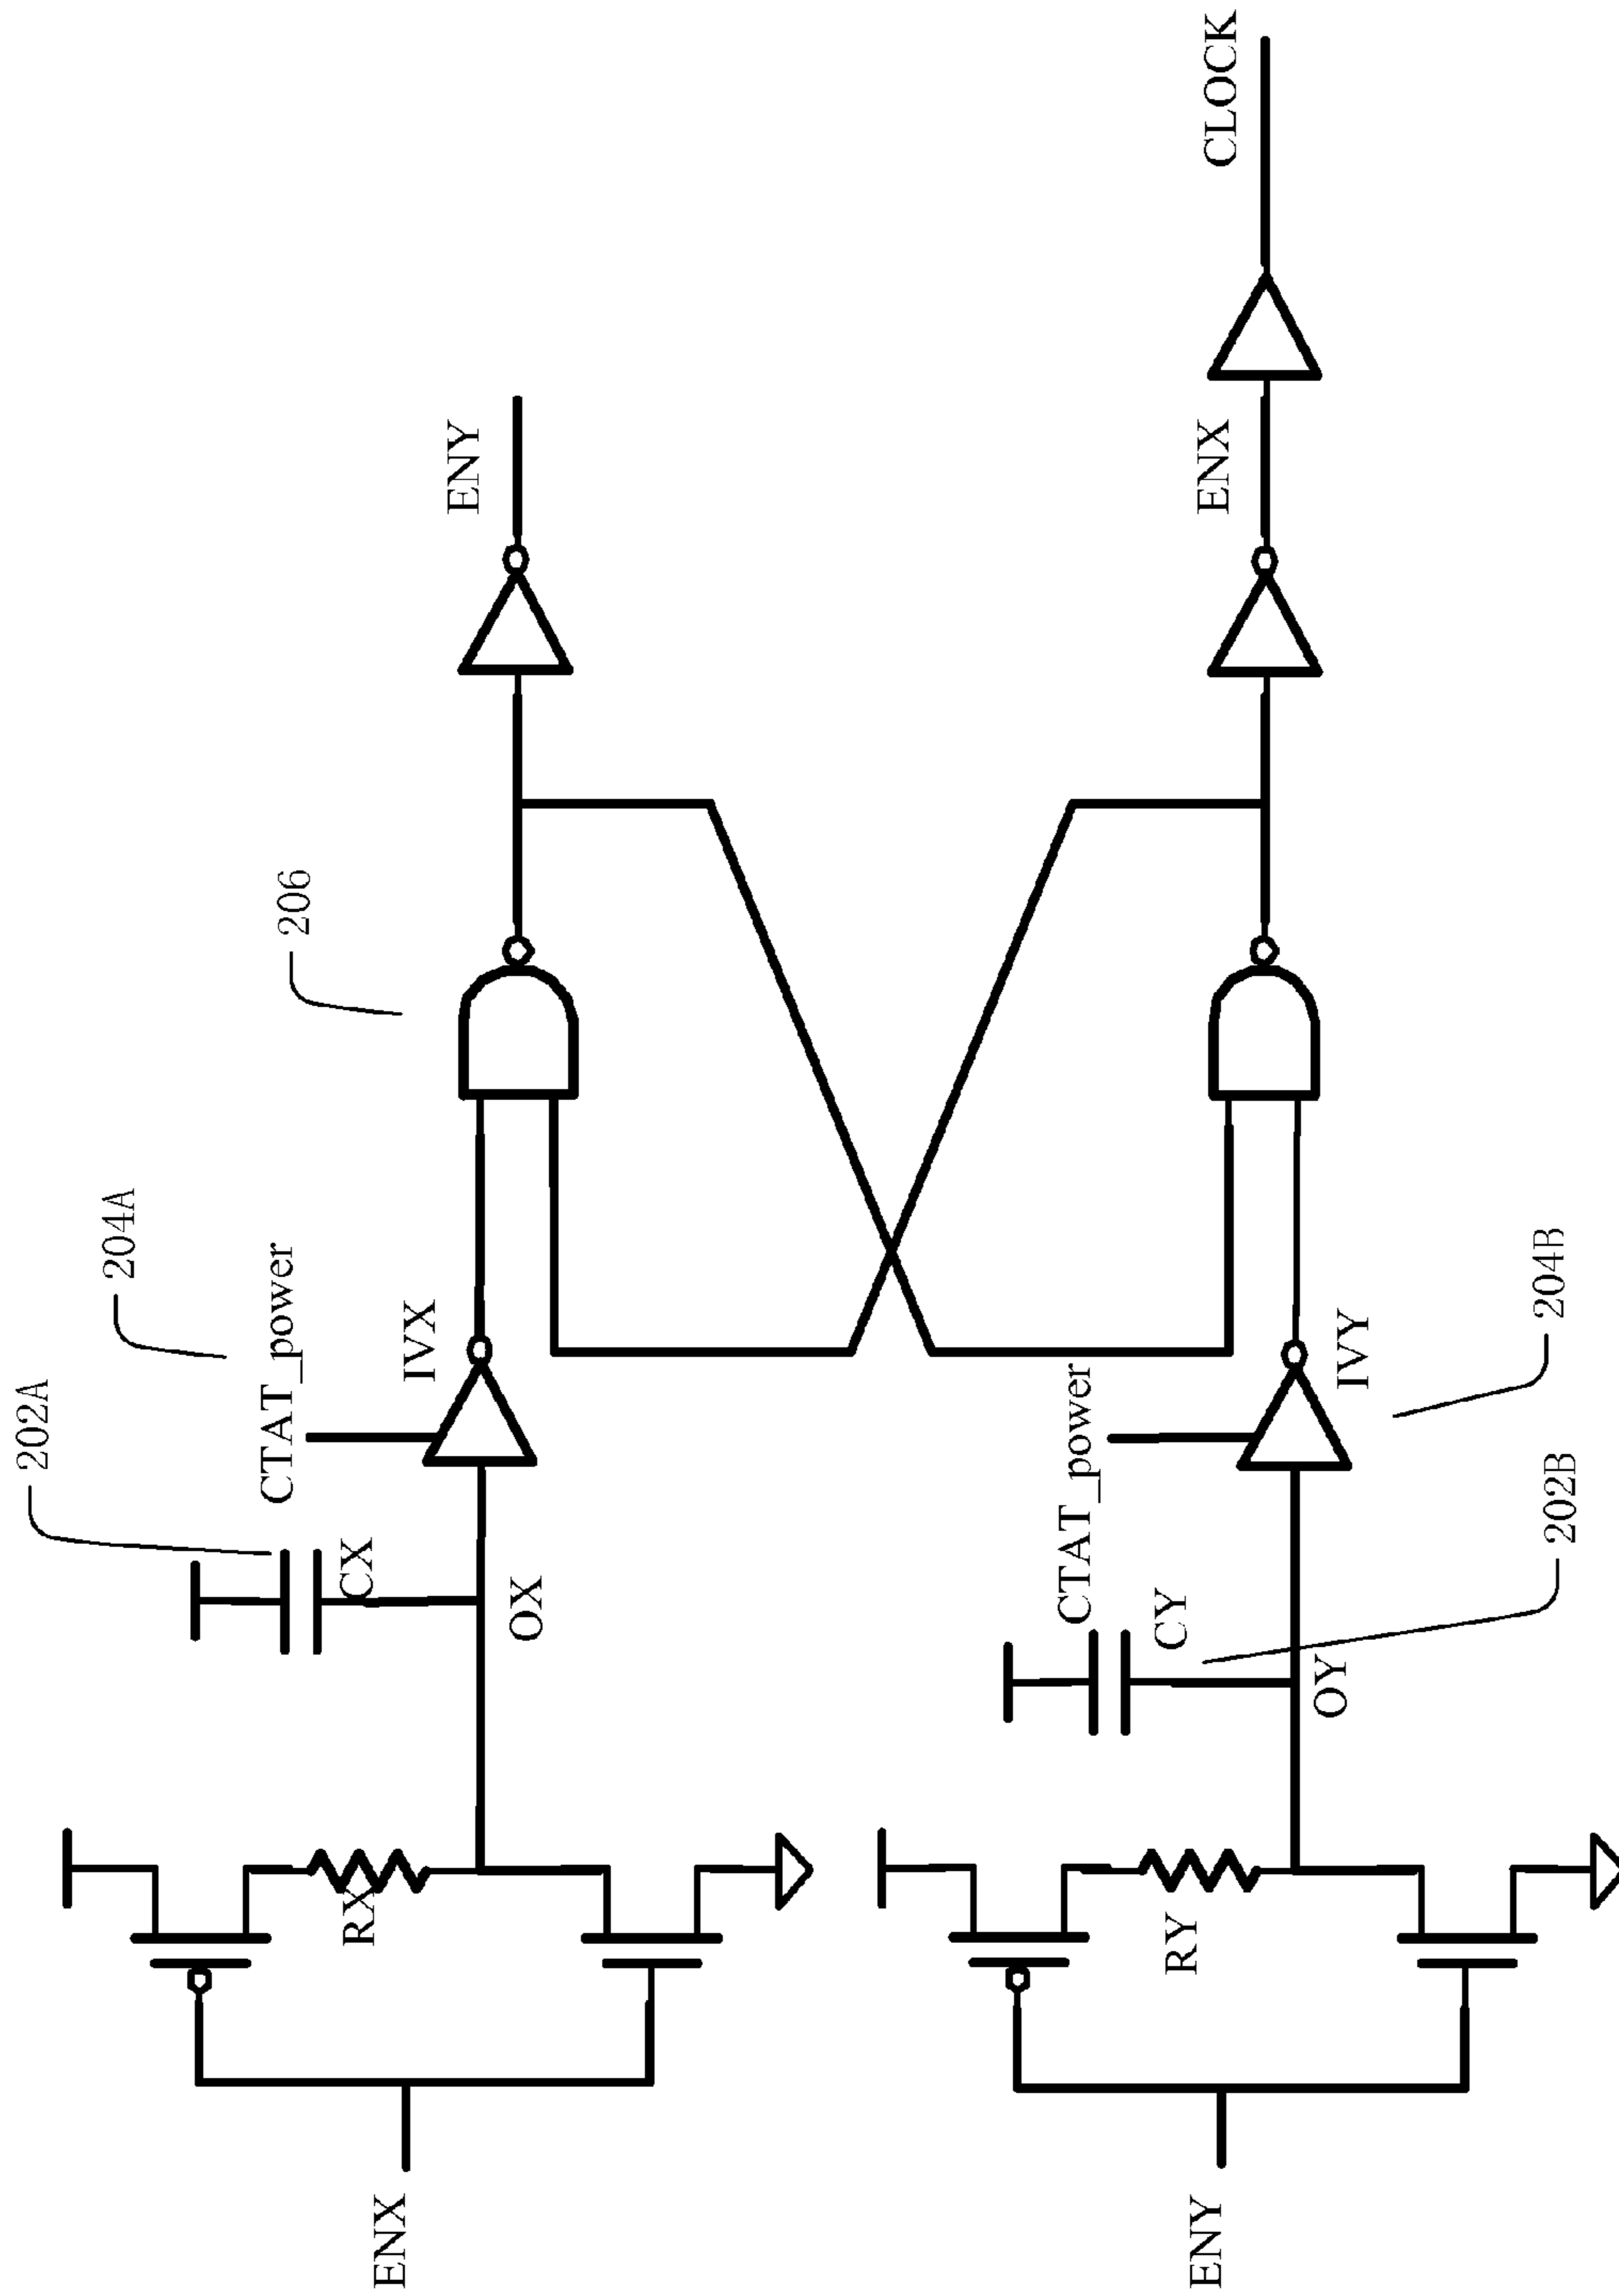 202A
204A
206
CTAT_power
CX
IVX
ENY
RX
OX
ENX
CTAT_power
CY
IVY
ENX
CLOCK
RY
OY
ENY
202B
204B